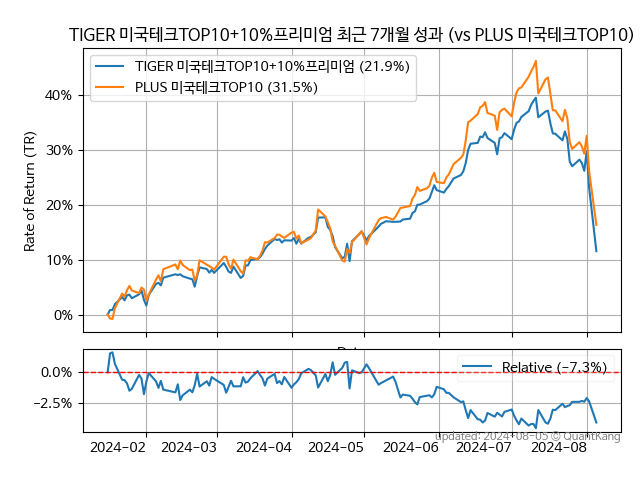 TIGER 미국테크TOP10+10%프리미엄 최근 7개월 성과 (vs PLUS 미국테크TOP10)
TIGER 미국테크TOP10+10%프리미엄 (21.9%)
PLUS 미국테크TOP10 (31.5%)
Rate of Return (TR)
40%
30%
20%
10%
0%
Relative (−7.3%)
0.0%
−2.5%
updated: 2024-08-05 © QuantKang
2024-02 2024-03 2024-04 2024-05 2024-06 2024-07 2024-08